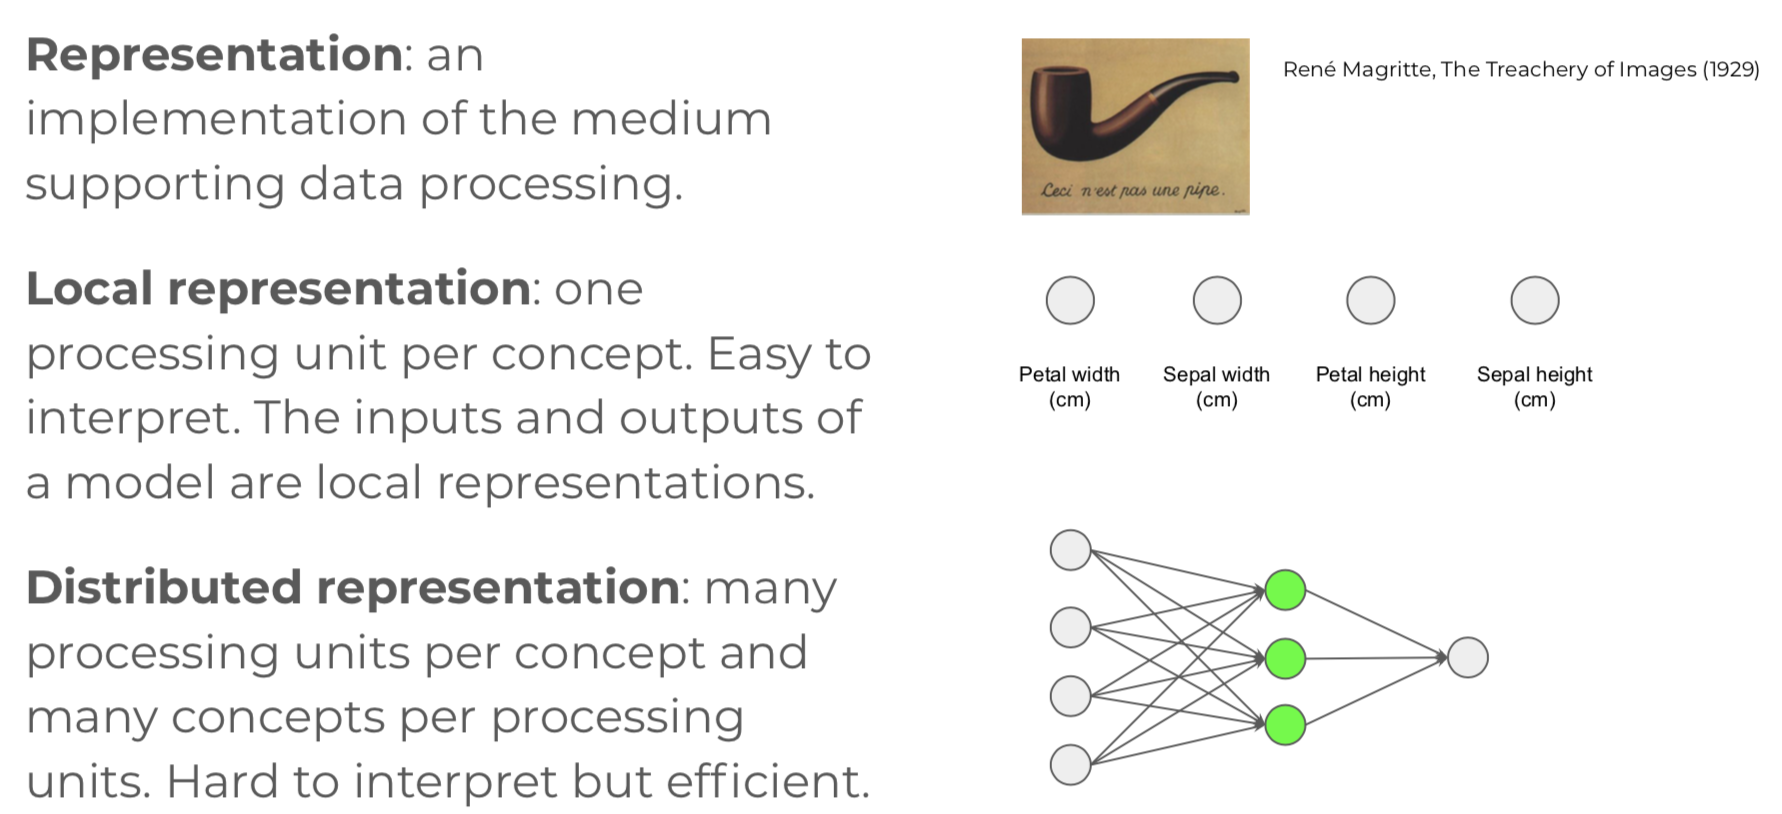 Representation: an
implementation of the medium
supporting data processing.
René Magritte, The Treachery of Images (1929)
Ceci n'est pas une pipe.
Local representation: one
processing unit per concept. Easy to
interpret. The inputs and outputs of
a model are local representations.
Petal width
(cm)
Sepal width
(cm)
Petal height
(cm)
Sepal height
(cm)
Distributed representation: many
processing units per concept and
many concepts per processing
units. Hard to interpret but efficient.